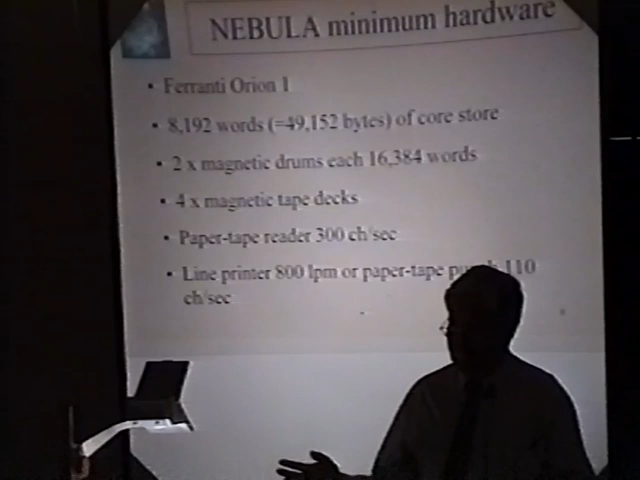 NEBULA minimum hardware
• Ferranti Orion 1
• 8,192 words (=49,152 bytes) of core store
• 2 x magnetic drums each 16,384 words
• 4 x magnetic tape decks
• Paper-tape reader 300 ch/sec
• Line printer 800 lpm or paper-tape punch 110
ch/sec